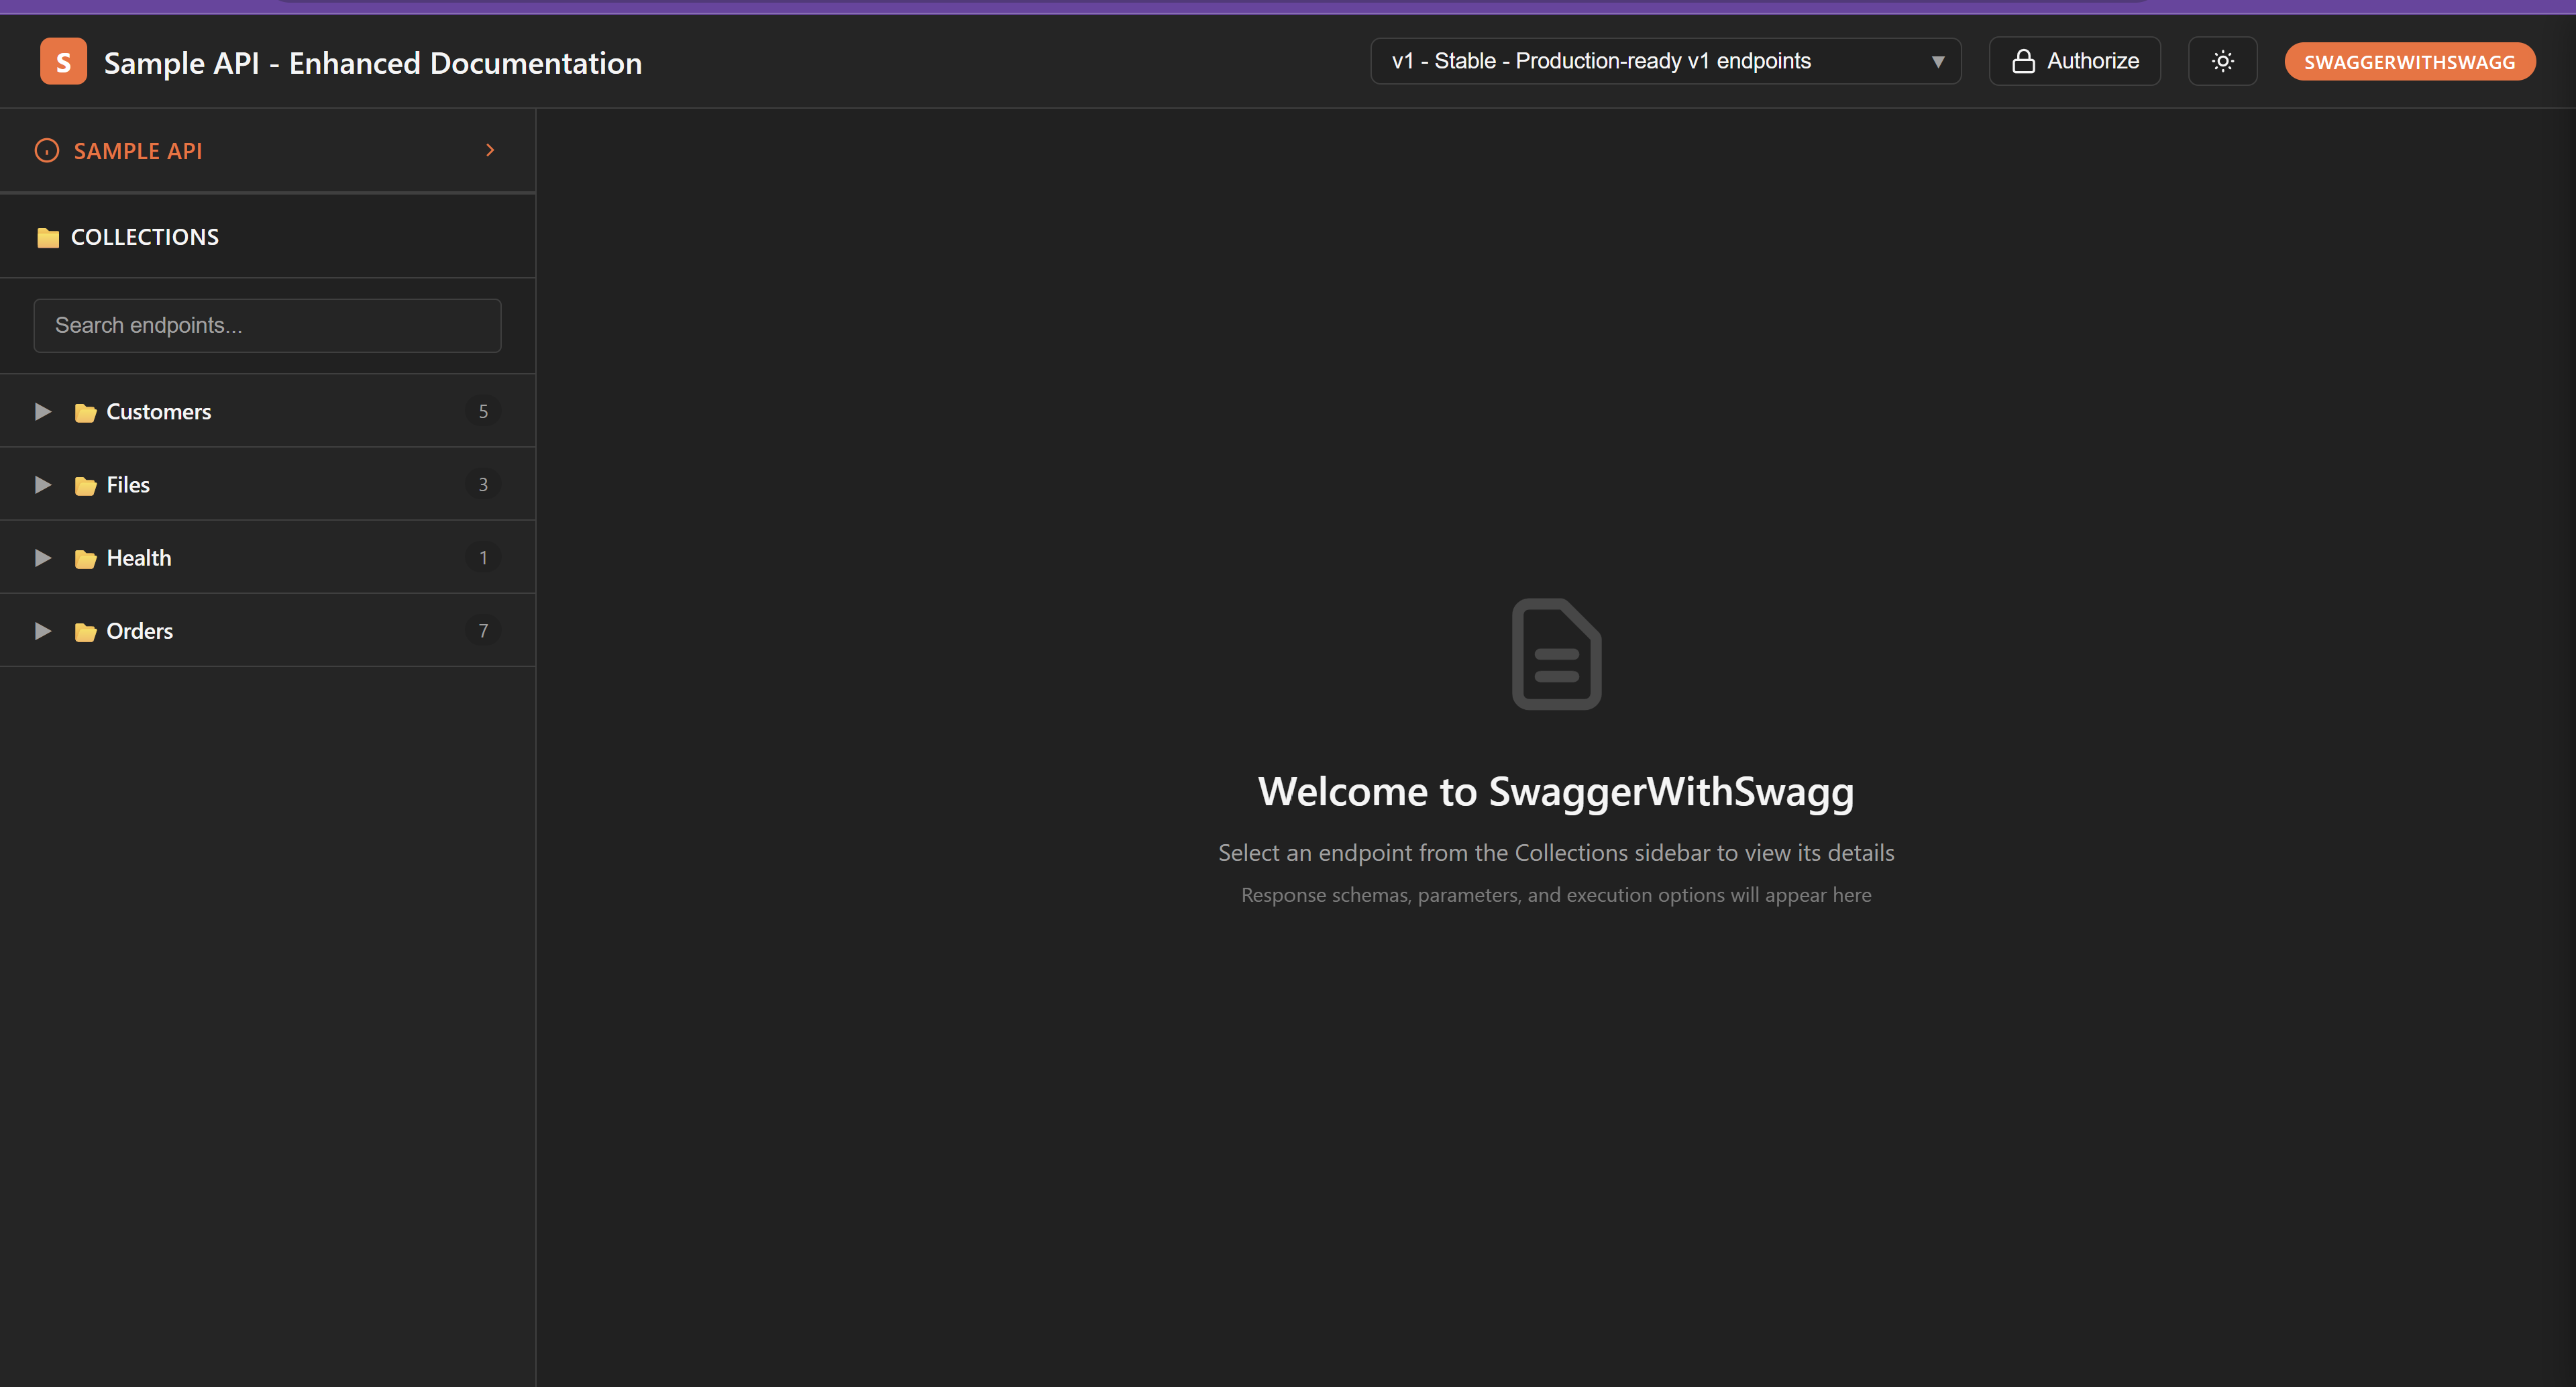 S
Sample API - Enhanced Documentation
v1 - Stable - Production-ready v1 endpoints
Authorize
SWAGGERWITHSWAGG
SAMPLE API
COLLECTIONS
Search endpoints...
Customers 5
Files 3
Health 1
Orders 7
Welcome to SwaggerWithSwagg
Select an endpoint from the Collections sidebar to view its details
Response schemas, parameters, and execution options will appear here